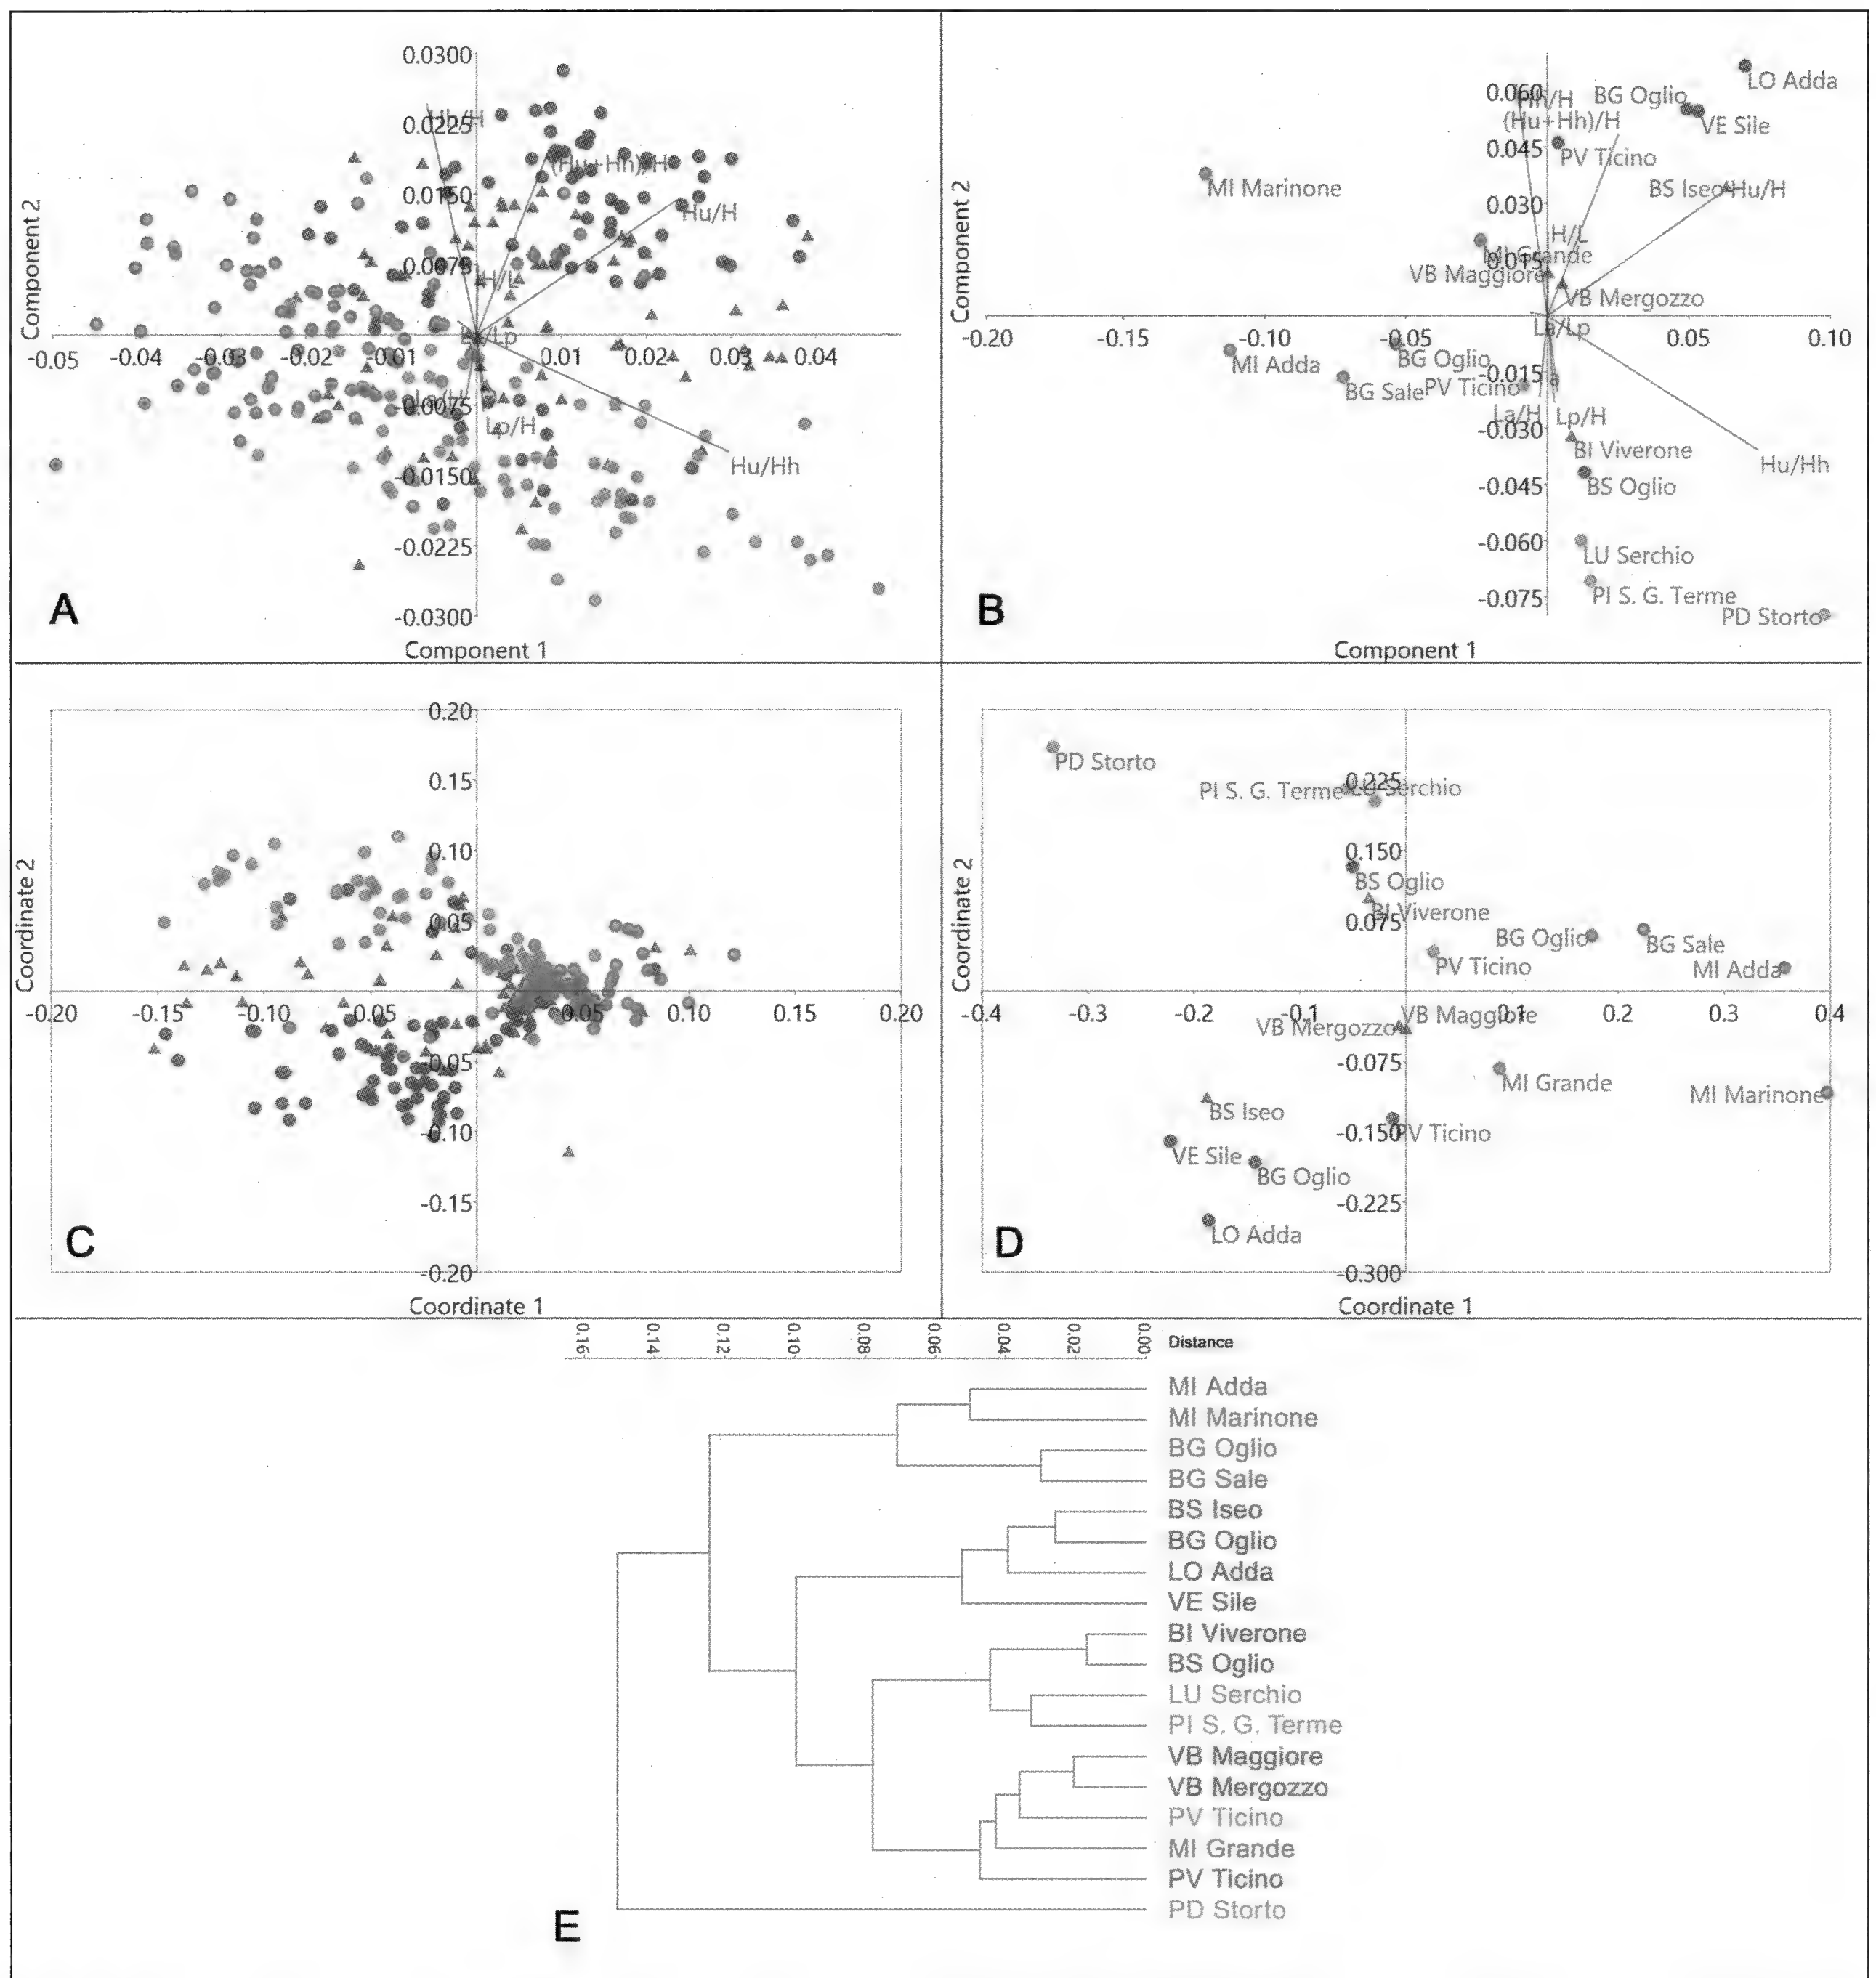 0.0300
Hh/H
0.0225
(Hu+Hh)/H
0.0150
Hu/H
0.0075
H/L
Component 2
-0.05 -0.04 -0.03 -0.02 -0.01 0.01 0.02 0.03 0.04
La/Lp
La/H
-0.0075
Lp/H
-0.0150
Hu/Hh
-0.0225
-0.0300
A
Component 1
LO Adda
0.060
Hh/H
BG Oglio
(Hu+Hh)/H
VE Sile
0.045
PV Ticino
MI Marinone
BS Iseo
Hu/H
0.030
H/L
MI Grande
0.015
VB Maggiore
VB Mergozzo
Component 2
-0.20 -0.15 -0.10 -0.05 0.05 0.10
La/Lp
BG Oglio
MI Adda
-0.015
BG Sale
PV Ticino
La/H
Lp/H
-0.030
BI Viverone
Hu/Hh
-0.045
BS Oglio
LU Serchio
-0.060
PI S. G. Terme
-0.075
PD Storto
B
Component 1
0.20
0.15
0.10
0.05
Coordinate 2
-0.20 -0.15 -0.10 -0.05 0.05 0.10 0.15 0.20
-0.05
-0.10
-0.15
-0.20
C
Coordinate 1
PD Storto
0.225
PI S. G. Terme
LU Serchio
0.150
BS Oglio
BI Viverone
0.075
BG Oglio
BG Sale
PV Ticino
MI Adda
Coordinate 2
-0.4 -0.3 -0.2 -0.1 0.1 0.2 0.3 0.4
VB Mergozzo
VB Maggiore
-0.075
MI Grande
MI Marinone
BS Iseo
-0.150
PV Ticino
VE Sile
BG Oglio
-0.225
LO Adda
-0.300
D
Coordinate 1
0.16 0.14 0.12 0.10 0.08 0.06 0.04 0.02 0.00 Distance
MI Adda
MI Marinone
BG Oglio
BG Sale
BS Iseo
BG Oglio
LO Adda
VE Sile
BI Viverone
BS Oglio
LU Serchio
PI S. G. Terme
VB Maggiore
VB Mergozzo
PV Ticino
MI Grande
PV Ticino
PD Storto
E